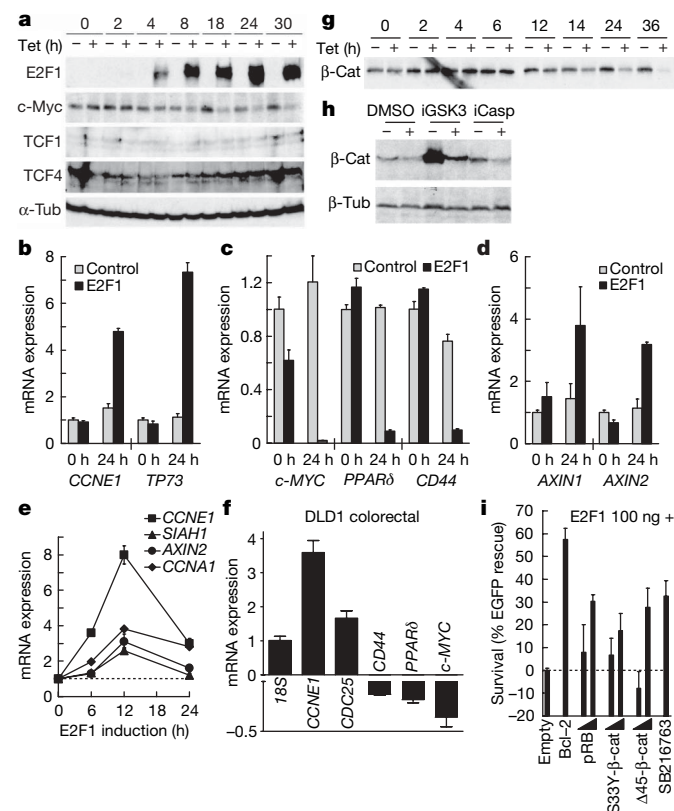 a
0 2 4 8 18 24 30
Tet (h) – + – + – + – + – + – + – +
E2F1
c-Myc
TCF1
TCF4
α-Tub
g
0 2 4 6 12 14 24 36
Tet (h) – + – + – + – + – + – + – + – +
β-Cat
h
DMSO iGSK3 iCasp
– + – + – +
β-Cat
β-Tub
b
mRNA expression
8
6
4
2
0
Control
E2F1
0 h 24 h 0 h 24 h
CCNE1 TP73
c
mRNA expression
1.2
0.8
0.4
0
Control E2F1
0 h 24 h 0 h 24 h 0 h 24 h
c-MYC PPARδ CD44
d
mRNA expression
6
4
2
0
Control
E2F1
0 h 24 h 0 h 24 h
AXIN1 AXIN2
e
mRNA expression
8
6
4
2
0
CCNE1
SIAH1
AXIN2
CCNA1
0 6 12 24
E2F1 induction (h)
f
DLD1 colorectal
mRNA expression
4
3
2
1
0
–0.5
18S
CCNE1
CDC25
CD44
PPARδ
c-MYC
i
E2F1 100 ng +
Survival (% EGFP rescue)
70
60
50
40
30
20
10
0
–10
–20
Empty
Bcl–2
pRB
S33Y-β-cat
Δ45-β-cat
SB216763